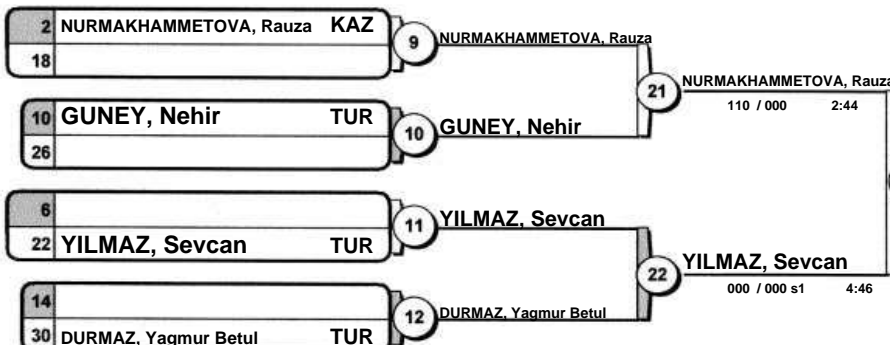 2 NURMAKHAMMETOVA, Rauza KAZ
18
9
NURMAKHAMMETOVA, Rauza
21
NURMAKHAMMETOVA, Rauza
110 / 000 2:44
10 GUNEY, Nehir TUR
26
10
GUNEY, Nehir
6
22 YILMAZ, Sevcan TUR
11
YILMAZ, Sevcan
22
YILMAZ, Sevcan
000 / 000 s1 4:46
14
30 DURMAZ, Yagmur Betul TUR
12
DURMAZ, Yagmur Betul